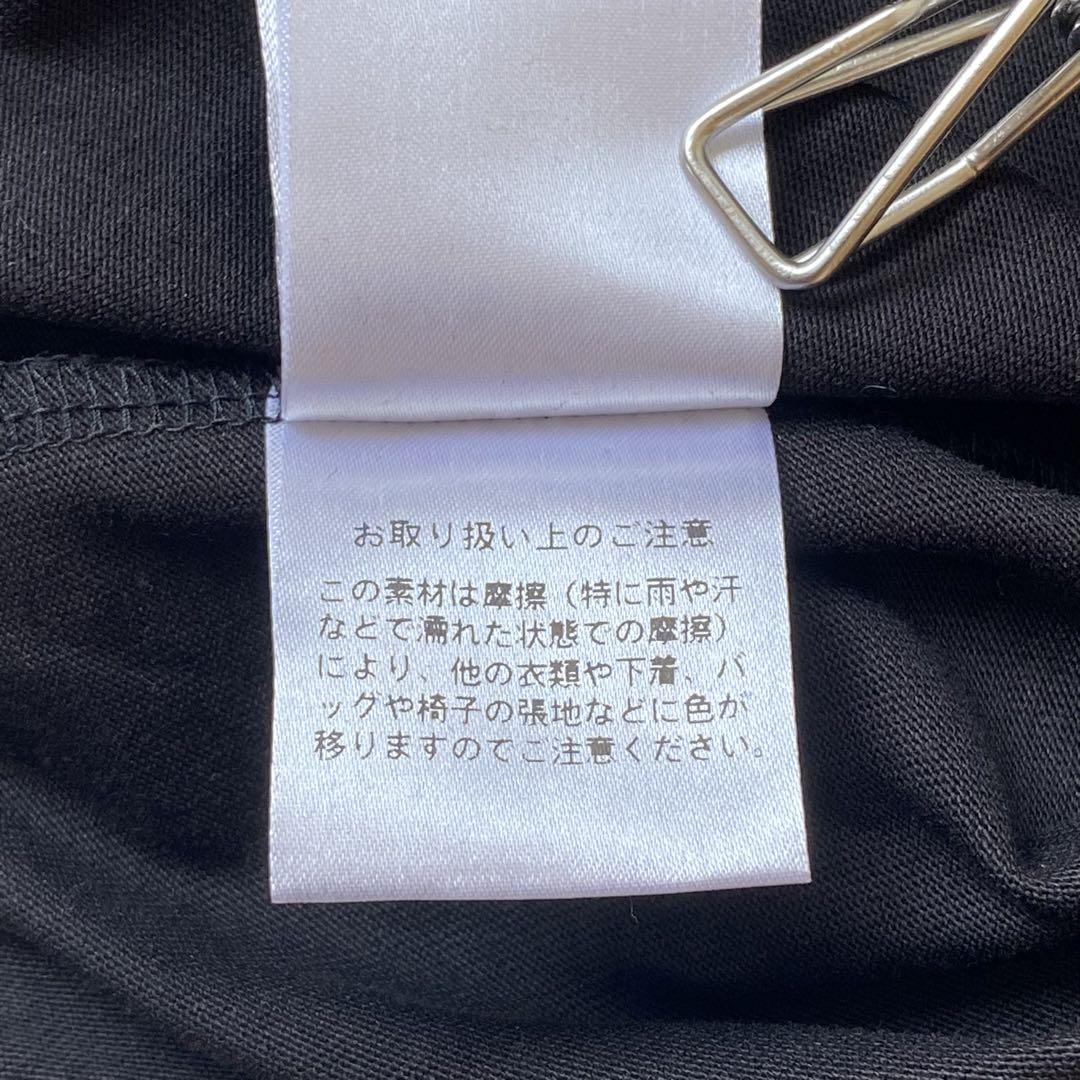 お取り扱い上のご注意
この素材は摩擦（特に雨や汗
などで濡れた状態での摩擦）
により、他の衣類や下着、バ
ッグや椅子の張地などに色が
移りますのでご注意ください。